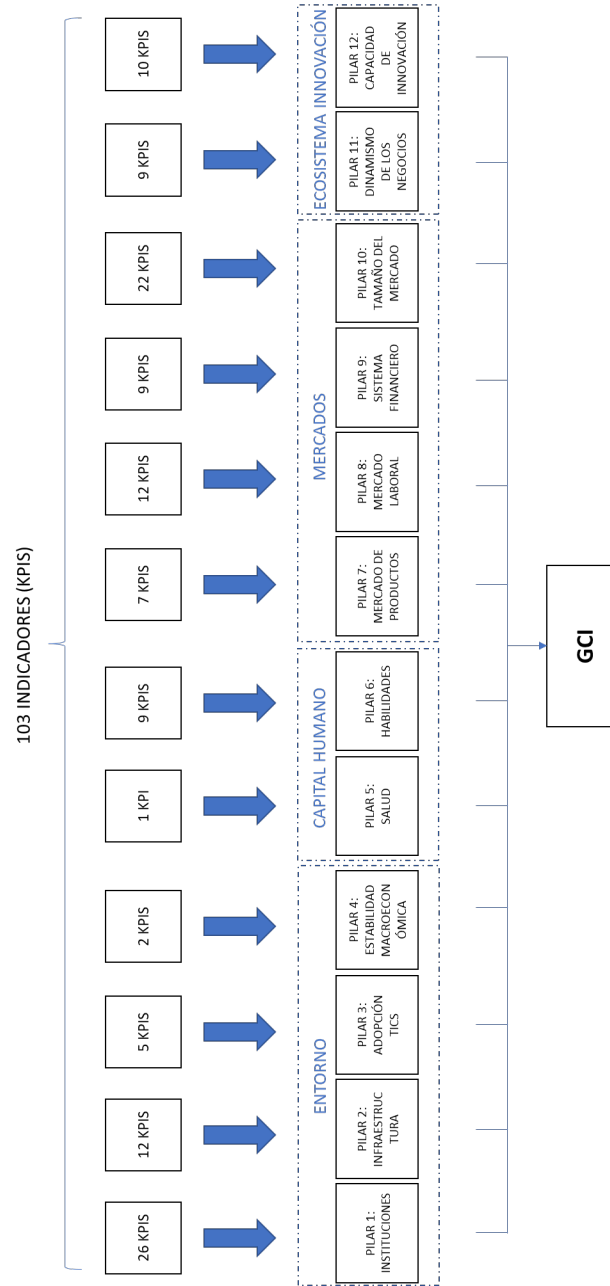 103 INDICADORES (KPIS)
26 KPIS
12 KPIS
5 KPIS
2 KPIS
1 KPI
9 KPIS
7 KPIS
12 KPIS
9 KPIS
22 KPIS
9 KPIS
10 KPIS
ENTORNO
PILAR 1:
INSTITUCIONES
PILAR 2:
INFRAESTRUC
TURA
PILAR 3:
ADOPCIÓN
TICS
PILAR 4:
ESTABILIDAD
MACROECON
ÓMICA
CAPITAL HUMANO
PILAR 5:
SALUD
PILAR 6:
HABILIDADES
MERCADOS
PILAR 7:
MERCADO DE
PRODUCTOS
PILAR 8:
MERCADO
LABORAL
PILAR 9:
SISTEMA
FINANCIERO
PILAR 10:
TAMAÑO DEL
MERCADO
ECOSISTEMA INNOVACIÓN
PILAR 11:
DINAMISMO
DE LOS
NEGOCIOS
PILAR 12:
CAPACIDAD
DE
INNOVACIÓN
GCI